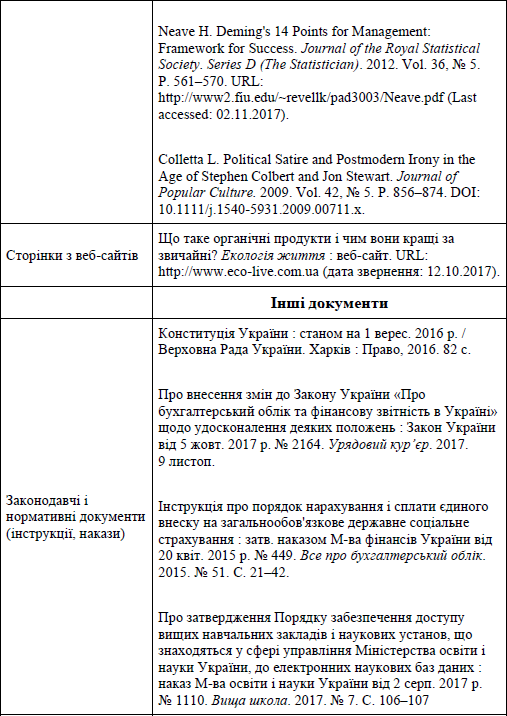 Neave H. Deming's 14 Points for Management:
Framework for Success. Journal of the Royal Statistical
Society. Series D (The Statistician). 2012. Vol. 36, № 5.
P. 561–570. URL:
http://www2.fiu.edu/~revellk/pad3003/Neave.pdf (Last
accessed: 02.11.2017).
Colletta L. Political Satire and Postmodern Irony in the
Age of Stephen Colbert and Jon Stewart. Journal of
Popular Culture. 2009. Vol. 42, № 5. P. 856–874. DOI:
10.1111/j.1540-5931.2009.00711.x.
Сторінки з веб-сайтів
Що таке органічні продукти і чим вони кращі за
звичайні? Екологія життя : веб-сайт. URL:
http://www.eco-live.com.ua (дата звернення: 12.10.2017).
Інші документи
Законодавчі і
нормативні документи
(інструкції, накази)
Конституція України : станом на 1 верес. 2016 р. /
Верховна Рада України. Харків : Право, 2016. 82 с.
Про внесення змін до Закону України «Про
бухгалтерський облік та фінансову звітність в Україні»
щодо удосконалення деяких положень : Закон України
від 5 жовт. 2017 р. № 2164. Урядовий кур’єр. 2017.
9 листоп.
Інструкція про порядок нарахування і сплати єдиного
внеску на загальнообов'язкове державне соціальне
страхування : затв. наказом М-ва фінансів України від
20 квіт. 2015 р. № 449. Все про бухгалтерський облік.
2015. № 51. С. 21–42.
Про затвердження Порядку забезпечення доступу
вищих навчальних закладів і наукових установ, що
знаходяться у сфері управління Міністерства освіти і
науки України, до електронних наукових баз даних :
наказ М-ва освіти і науки України від 2 серп. 2017 р.
№ 1110. Вища школа. 2017. № 7. С. 106–107